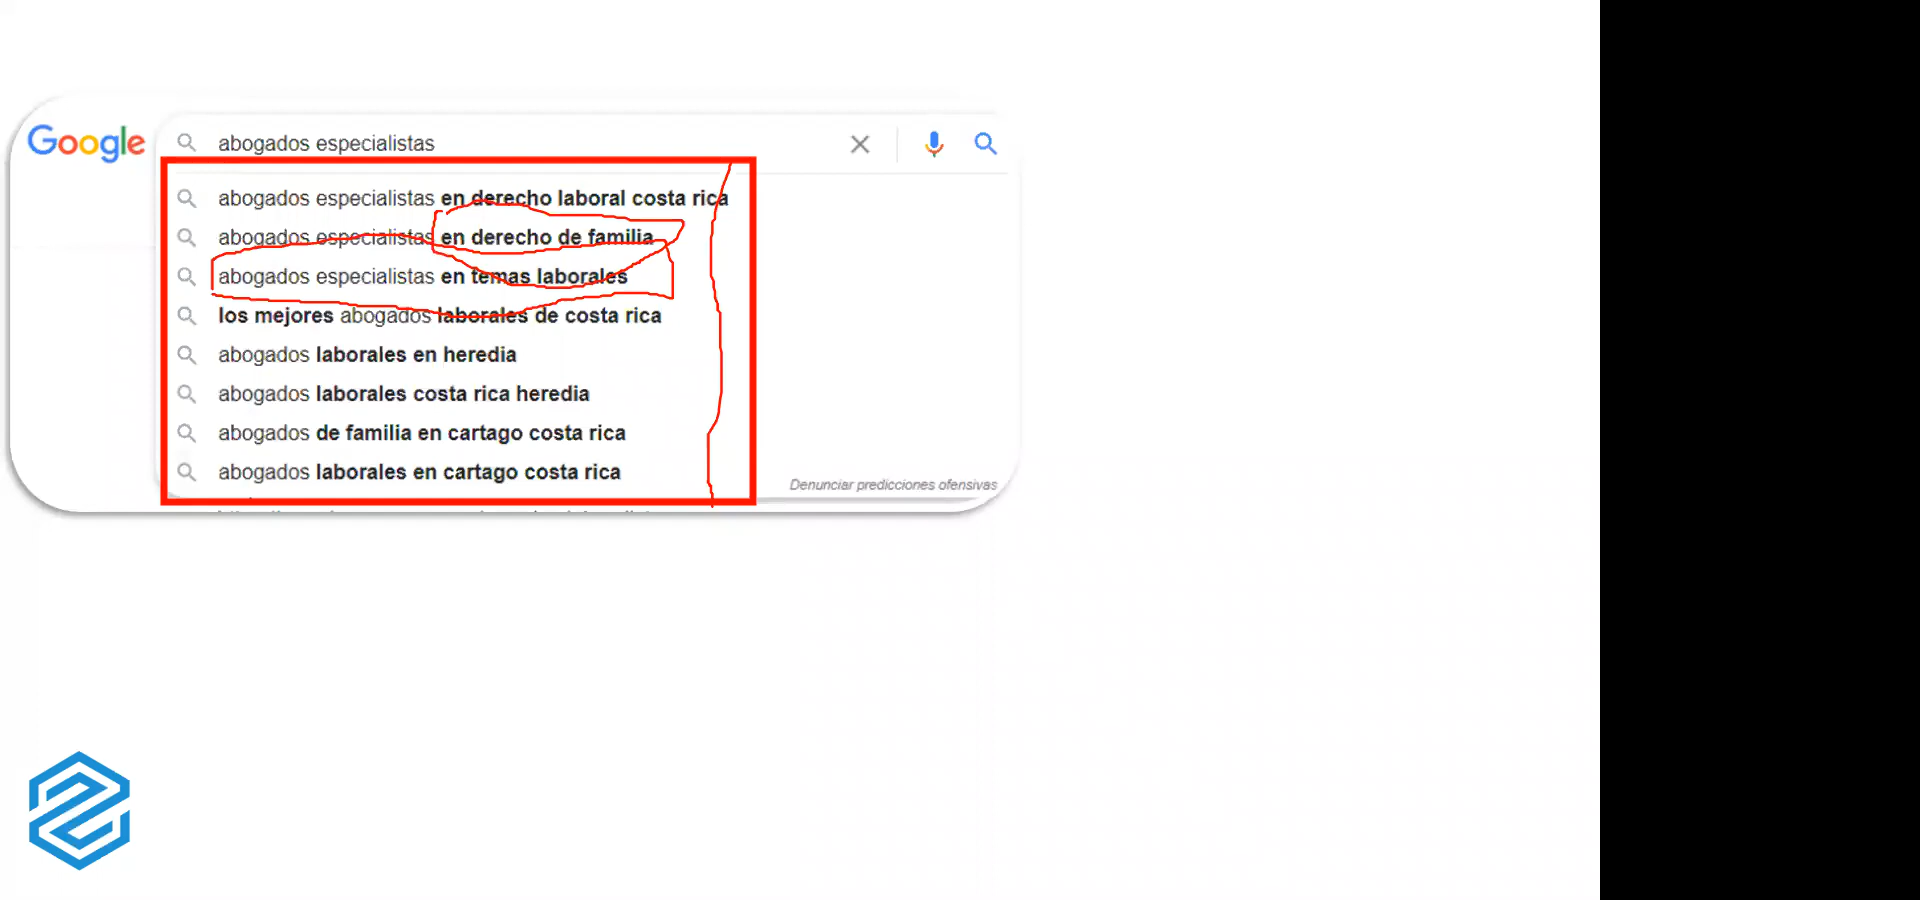 Google
abogados especialistas
abogados especialistas en derecho laboral costa rica
abogados especialistas en derecho de familia
abogados especialistas en temas laborales
los mejores abogados laborales de costa rica
abogados laborales en heredia
abogados laborales costa rica heredia
abogados de familia en cartago costa rica
abogados laborales en cartago costa rica
Denunciar predicciones ofensivas